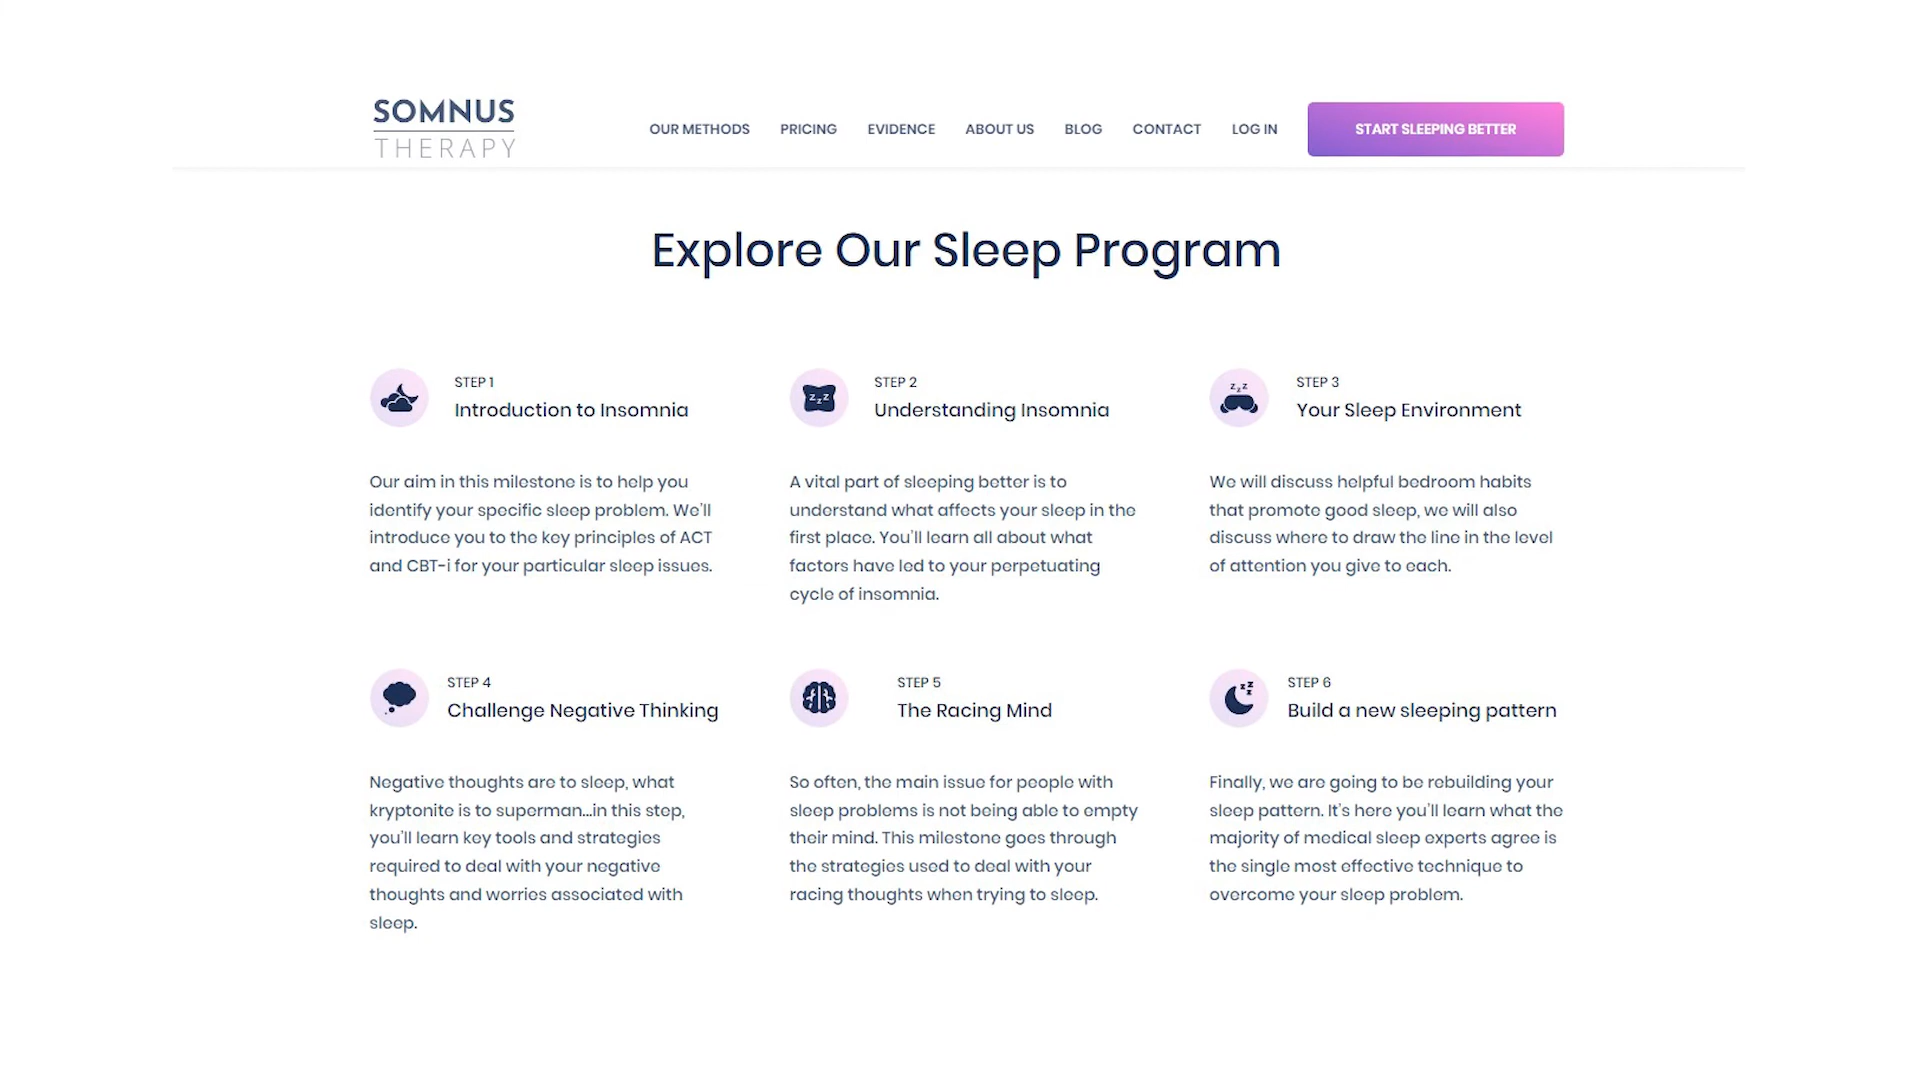 SOMNUS
THERAPY
OUR METHODS PRICING EVIDENCE ABOUT US BLOG CONTACT LOG IN START SLEEPING BETTER
Explore Our Sleep Program
STEP 1
Introduction to Insomnia
Our aim in this milestone is to help you
identify your specific sleep problem. We'll
introduce you to the key principles of ACT
and CBT-i for your particular sleep issues.
STEP 2
Understanding Insomnia
A vital part of sleeping better is to
understand what affects your sleep in the
first place. You'll learn all about what
factors have led to your perpetuating
cycle of insomnia.
STEP 3
Your Sleep Environment
We will discuss helpful bedroom habits
that promote good sleep, we will also
discuss where to draw the line in the level
of attention you give to each.
STEP 4
Challenge Negative Thinking
Negative thoughts are to sleep, what
kryptonite is to superman...in this step,
you'll learn key tools and strategies
required to deal with your negative
thoughts and worries associated with
sleep.
STEP 5
The Racing Mind
So often, the main issue for people with
sleep problems is not being able to empty
their mind. This milestone goes through
the strategies used to deal with your
racing thoughts when trying to sleep.
STEP 6
Build a new sleeping pattern
Finally, we are going to be rebuilding your
sleep pattern. It's here you'll learn what the
majority of medical sleep experts agree is
the single most effective technique to
overcome your sleep problem.